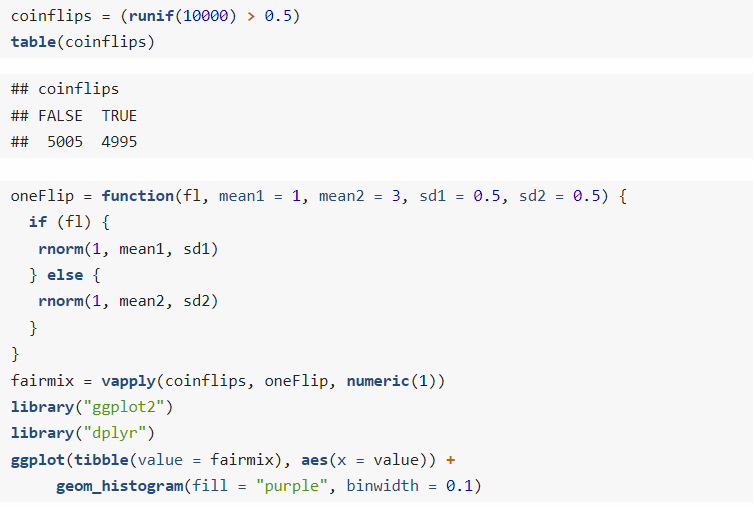 coinflips = (runif(10000) > 0.5)
table(coinflips)
## coinflips
## FALSE  TRUE
##  5005  4995
oneFlip = function(fl, mean1 = 1, mean2 = 3, sd1 = 0.5, sd2 = 0.5) {
  if (fl) {
   rnorm(1, mean1, sd1)
  } else {
   rnorm(1, mean2, sd2)
  }
}
fairmix = vapply(coinflips, oneFlip, numeric(1))
library("ggplot2")
library("dplyr")
ggplot(tibble(value = fairmix), aes(x = value)) +
     geom_histogram(fill = "purple", binwidth = 0.1)